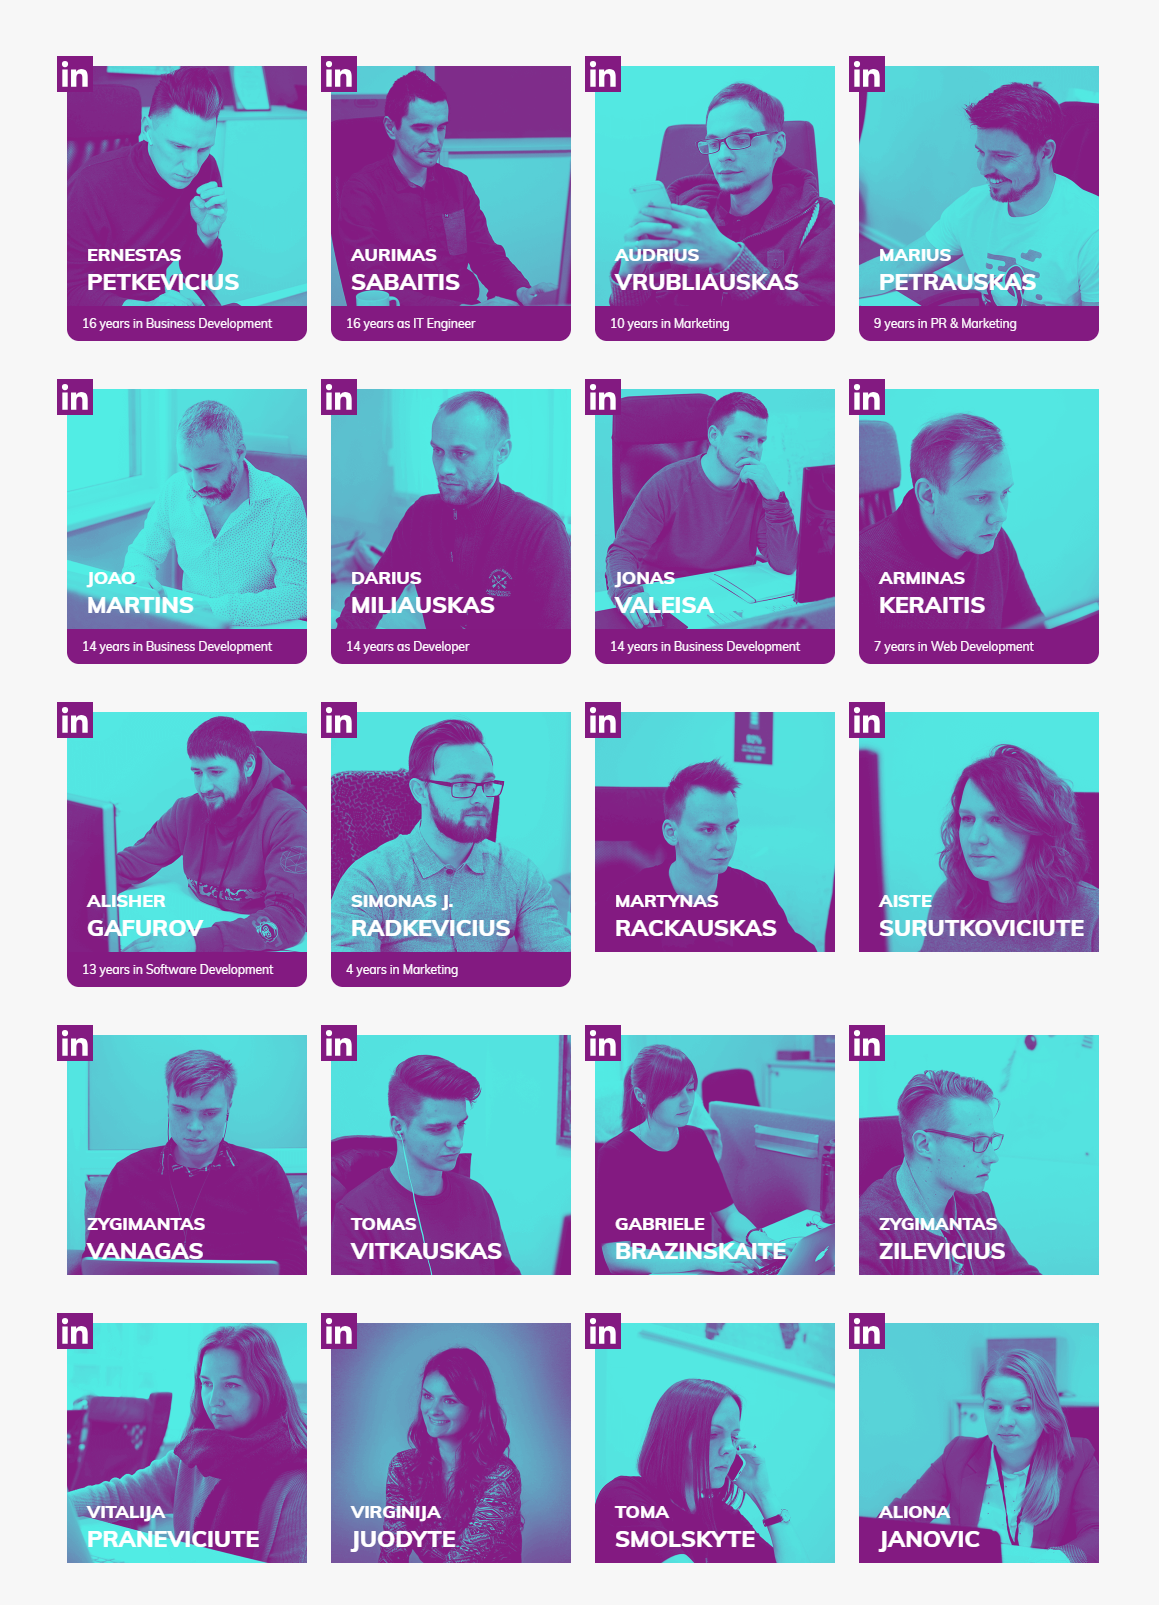 in
ERNESTAS
PETKEVICIUS
16 years in Business Development
in
AURIMAS
SABAITIS
16 years as IT Engineer
in
AUDRIUS
VRUBLIAUSKAS
10 years in Marketing
in
MARIUS
PETRAUSKAS
9 years in PR & Marketing
in
JOAO
MARTINS
14 years in Business Development
in
DARIUS
MILIAUSKAS
14 years as Developer
in
JONAS
VALEISA
14 years in Business Development
in
ARMINAS
KERAITIS
7 years in Web Development
in
ALISHER
GAFUROV
13 years in Software Development
in
SIMONAS J.
RADKEVICIUS
4 years in Marketing
in
MARTYNAS
RACKAUSKAS
in
AISTE
SURUTKOVICIUTE
in
ZYGIMANTAS
VANAGAS
in
TOMAS
VITKAUSKAS
in
GABRIELE
BRAZINSKAITE
in
ZYGIMANTAS
ZILEVICIUS
in
VITALIJA
PRANEVICIUTE
in
VIRGINIJA
JUODYTE
in
TOMA
SMOLSKYTE
in
ALIONA
JANOVIC